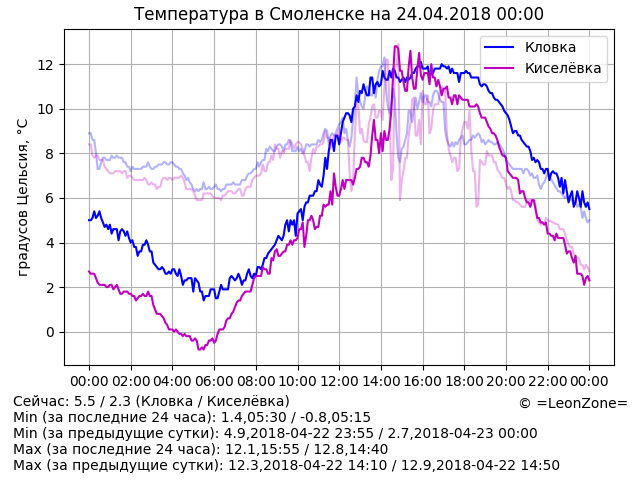 Температура в Смоленске на 24.04.2018 00:00
Кловка
Киселёвка
градусов Цельсия, °C
12
10
8
6
4
2
0
00:00 02:00 04:00 06:00 08:00 10:00 12:00 14:00 16:00 18:00 20:00 22:00 00:00
Сейчас: 5.5 / 2.3 (Кловка / Киселёвка)
© =LeonZone=
Min (за последние 24 часа): 1.4,05:30 / -0.8,05:15
Min (за предыдущие сутки): 4.9,2018-04-22 23:55 / 2.7,2018-04-23 00:00
Max (за последние 24 часа): 12.1,15:55 / 12.8,14:40
Max (за предыдущие сутки): 12.3,2018-04-22 14:10 / 12.9,2018-04-22 14:50